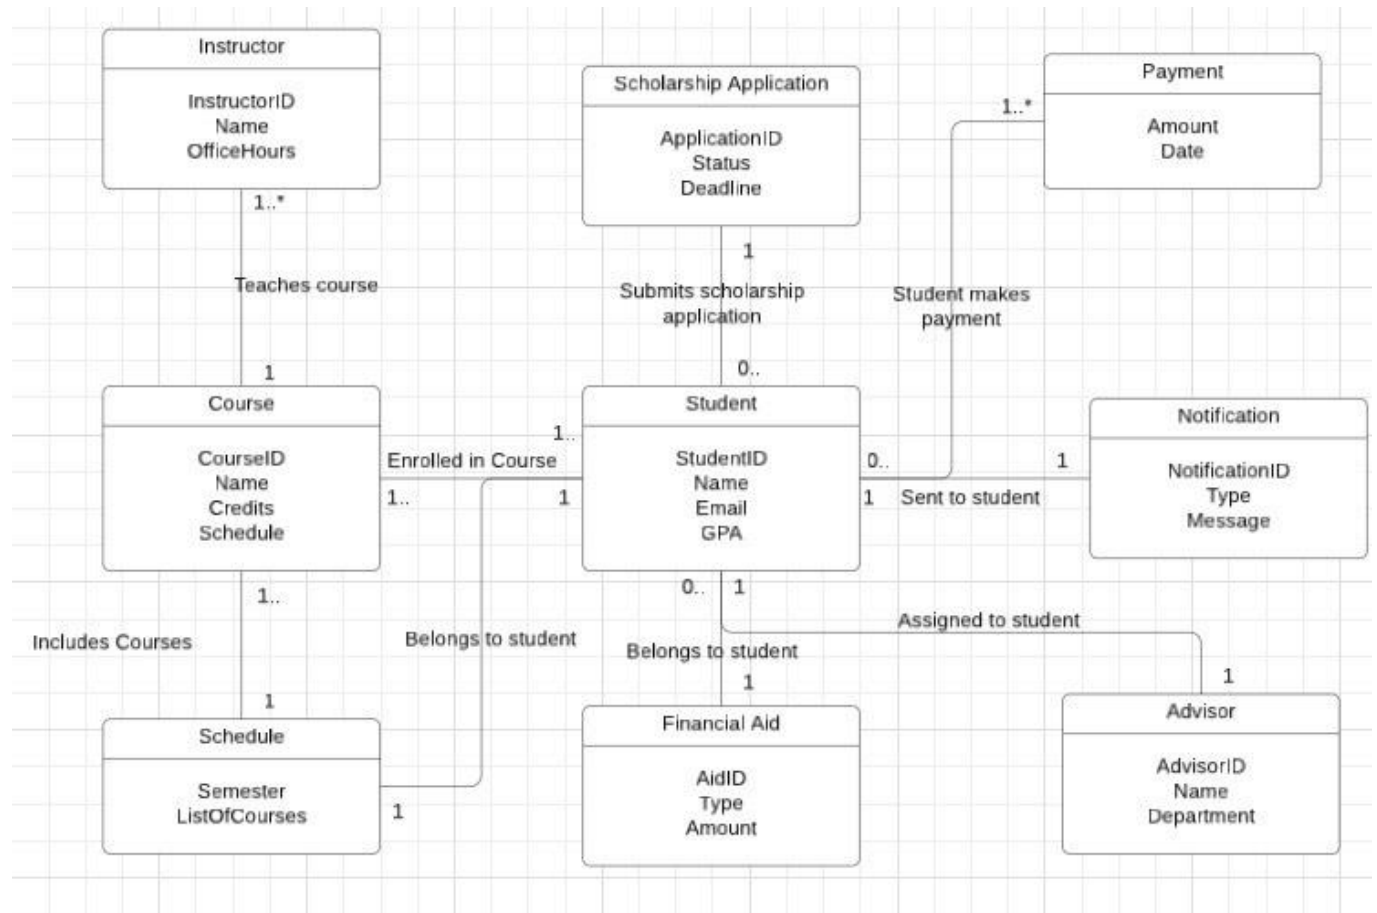 Instructor
InstructorID
Name
OfficeHours
1..*
Teaches course
1
Course
CourseID
Name
Credits
Schedule
1..
Includes Courses
1
Schedule
Semester
ListOfCourses
1
Belongs to student
1..
Enrolled in Course
1..
1
Scholarship Application
ApplicationID
Status
Deadline
1
Submits scholarship
application
0..
Student
StudentID
Name
Email
GPA
0..
1
Belongs to student
1
Financial Aid
AidID
Type
Amount
Payment
Amount
Date
1..*
Student makes
payment
0..
1
1
Sent to student
Notification
NotificationID
Type
Message
Assigned to student
1
Advisor
AdvisorID
Name
Department